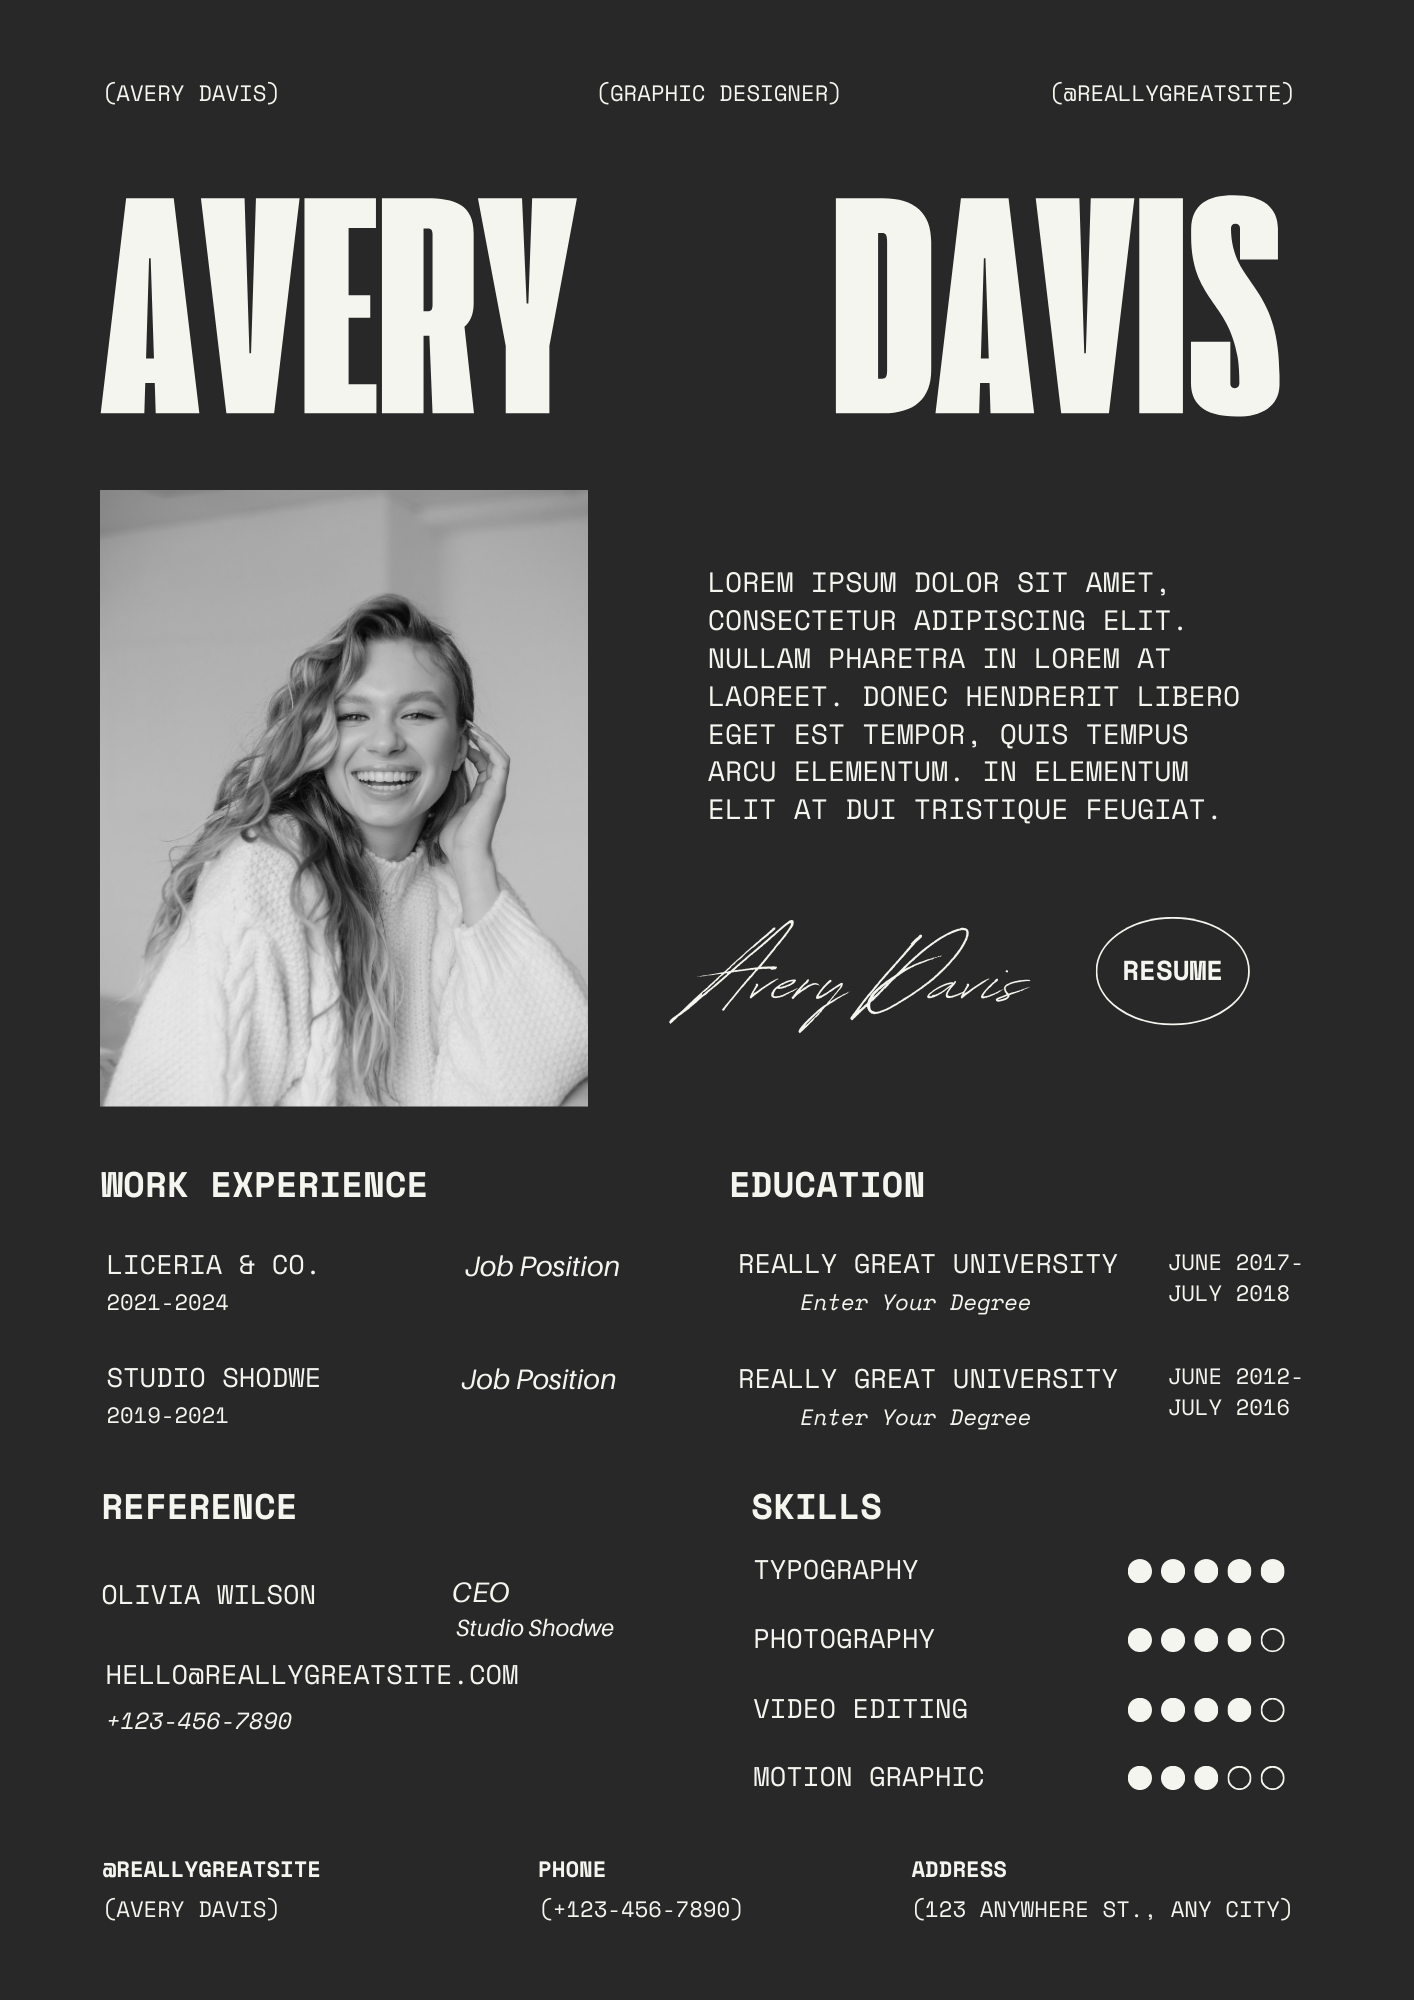 (AVERY DAVIS)
(GRAPHIC DESIGNER)
(@REALLYGREATSITE)
AVERY DAVIS
LOREM IPSUM DOLOR SIT AMET,
CONSECTETUR ADIPISCING ELIT.
NULLAM PHARETRA IN LOREM AT
LAOREET. DONEC HENDRERIT LIBERO
EGET EST TEMPOR, QUIS TEMPUS
ARCU ELEMENTUM. IN ELEMENTUM
ELIT AT DUI TRISTIQUE FEUGIAT.
Avery Davis
RESUME
WORK EXPERIENCE
LICERIA & CO.
Job Position
2021-2024
STUDIO SHODWE
Job Position
2019-2021
EDUCATION
REALLY GREAT UNIVERSITY
Enter Your Degree
JUNE 2017-
JULY 2018
REALLY GREAT UNIVERSITY
Enter Your Degree
JUNE 2012-
JULY 2016
REFERENCE
OLIVIA WILSON
CEO
Studio Shodwe
HELLO@REALLYGREATSITE.COM
+123-456-7890
SKILLS
TYPOGRAPHY
PHOTOGRAPHY
VIDEO EDITING
MOTION GRAPHIC
@REALLYGREATSITE
(AVERY DAVIS)
PHONE
(+123-456-7890)
ADDRESS
(123 ANYWHERE ST., ANY CITY)